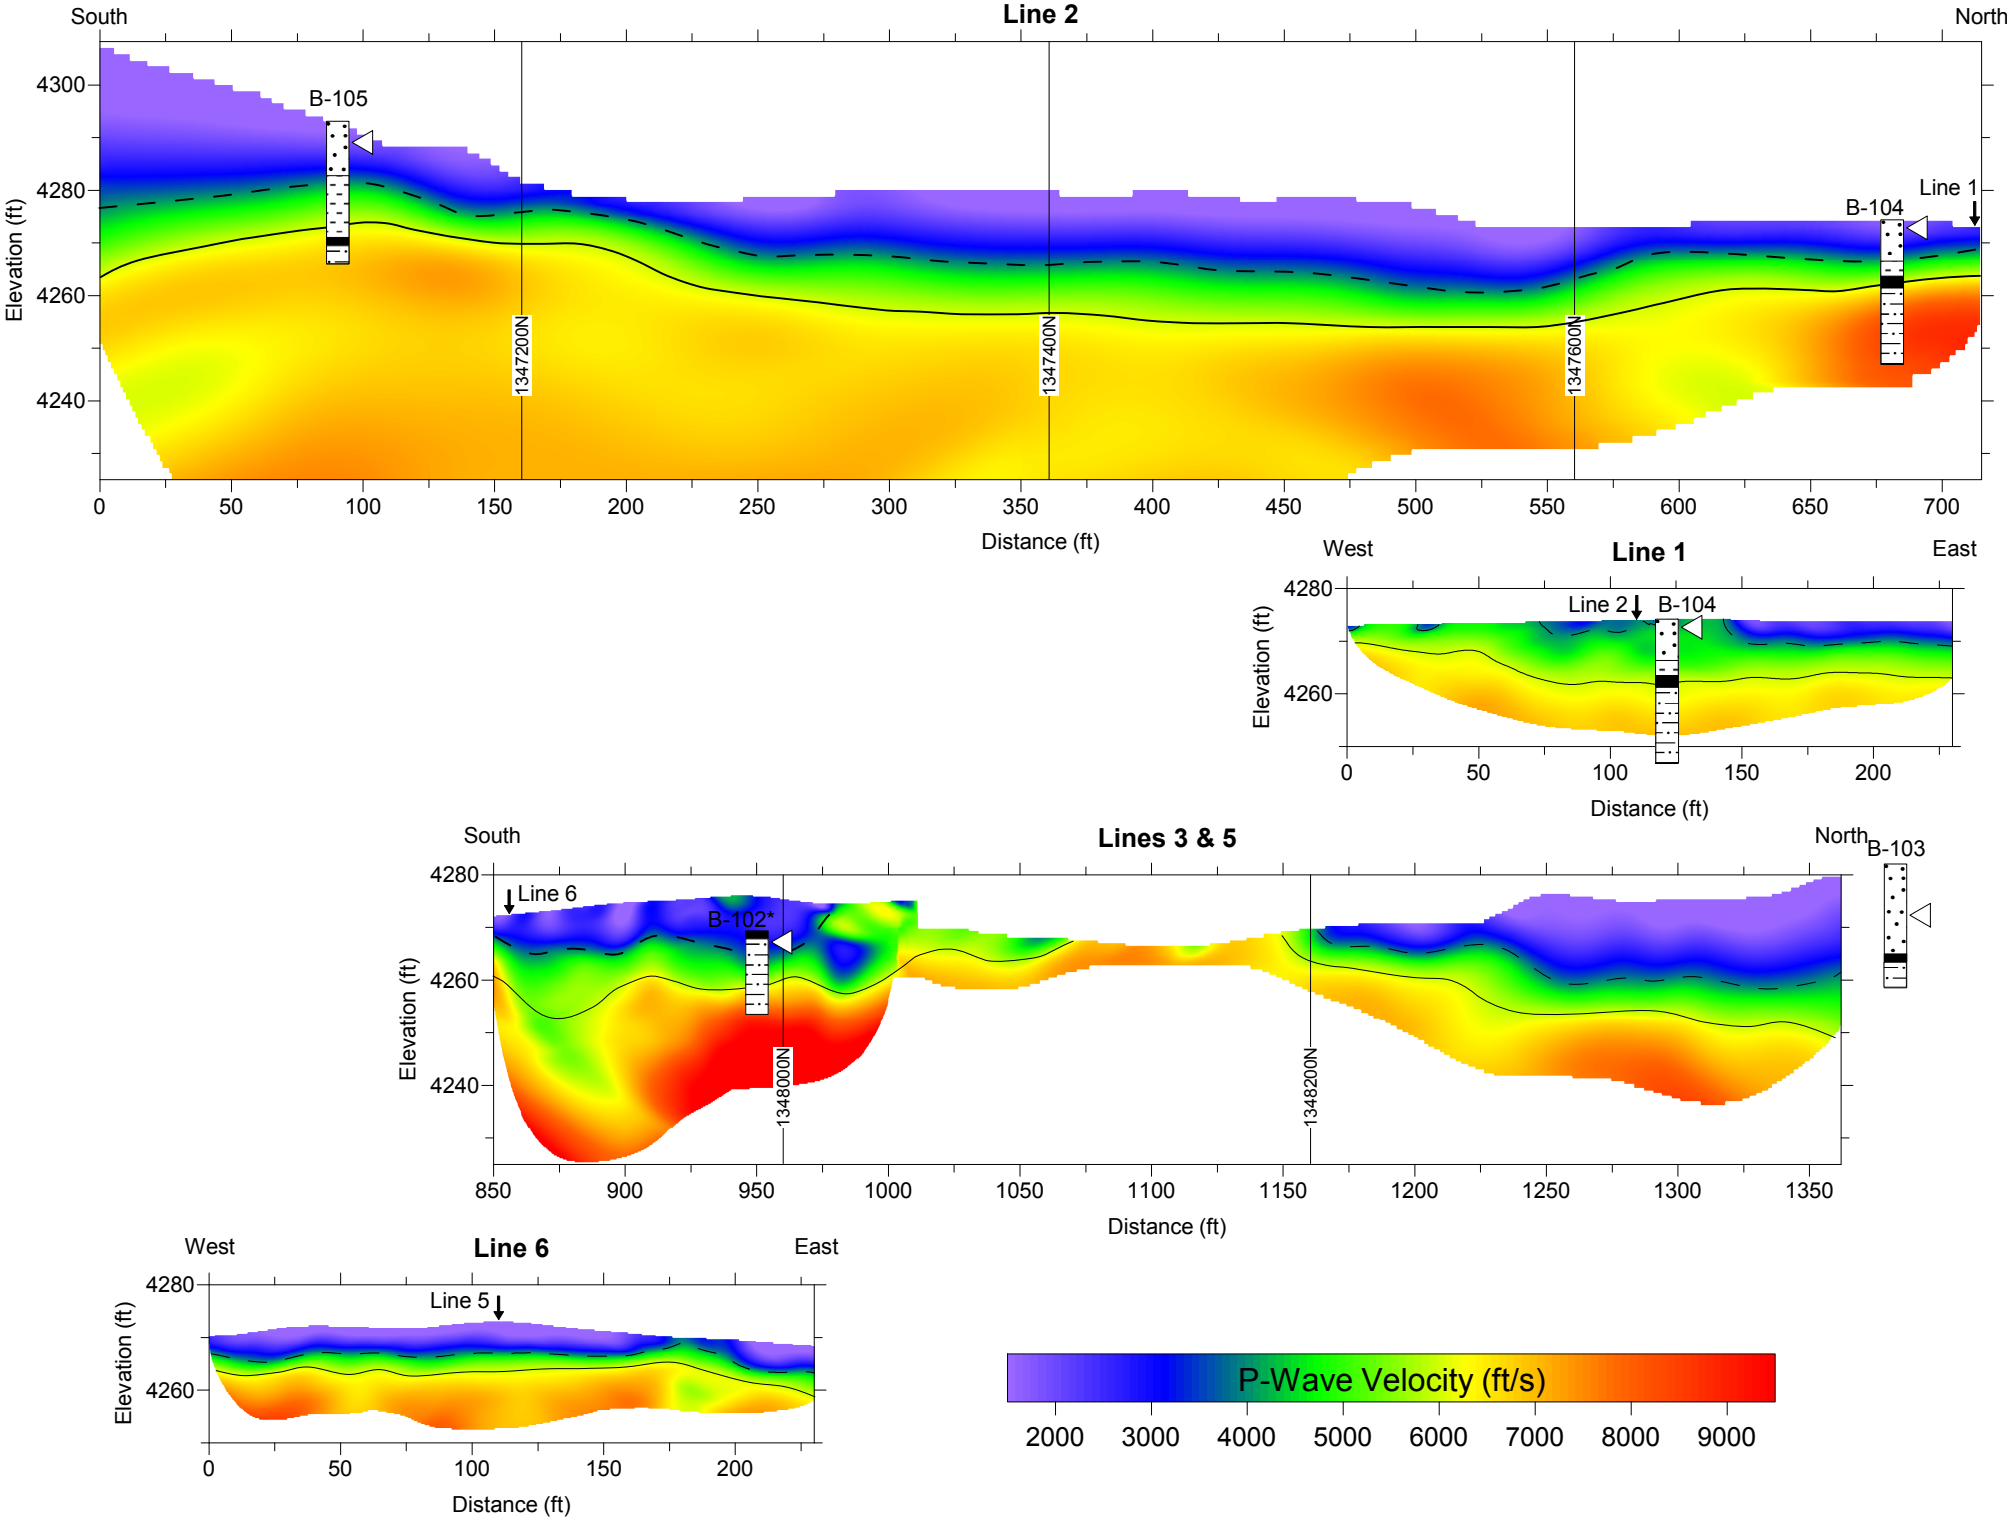 South
Line 2
North
4300
4280
4260
4240
Elevation (ft)
B-105
B-104
Line 1
1347200N
1347400N
1347600N
0 50 100 150 200 250 300 350 400 450 500 550 600 650 700
Distance (ft)
West
Line 1
East
4280
4260
Elevation (ft)
Line 2
B-104
0 50 100 150 200
Distance (ft)
South
Lines 3 & 5
North
B-103
4280
4260
4240
Elevation (ft)
Line 6
B-102*
1348000N
1348200N
850 900 950 1000 1050 1100 1150 1200 1250 1300 1350
Distance (ft)
West
Line 6
East
4280
4260
Elevation (ft)
Line 5
0 50 100 150 200
Distance (ft)
P-Wave Velocity (ft/s)
2000 3000 4000 5000 6000 7000 8000 9000